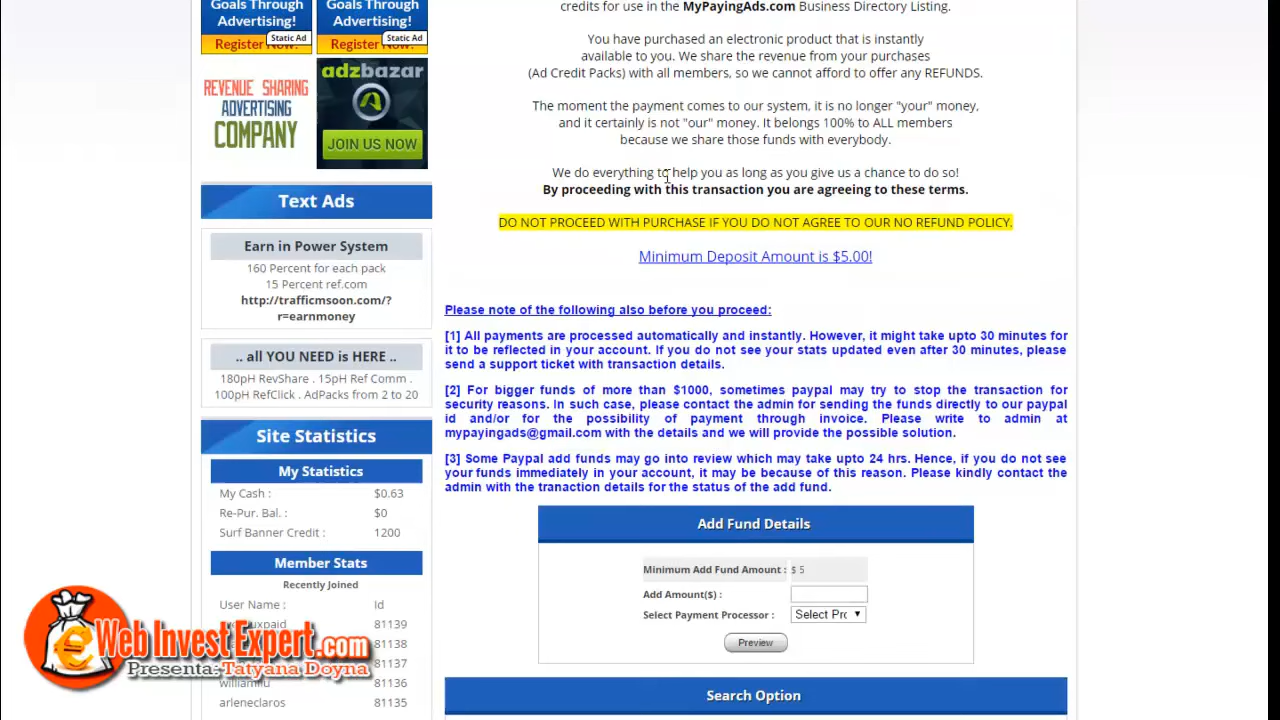 Goals Through
Advertising!
Register Now!
Static Ad
Goals Through
Advertising!
Register Now!
Static Ad
REVENUE SHARING
ADVERTISING
COMPANY
adzbazar
JOIN US NOW
Text Ads
Earn in Power System
160 Percent for each pack
15 Percent ref.com
http://trafficmsoon.com/?
r=earnmoney
.. all YOU NEED is HERE ..
180pH RevShare . 15pH Ref Comm .
100pH RefClick . AdPacks from 2 to 20
Site Statistics
My Statistics
My Cash : $0.63
Re-Pur. Bal. : $0
Surf Banner Credit : 1200
Member Stats
Recently Joined
User Name : Id
uxpaid 81139
81138
81137
williamliu 81136
arleneclaros 81135
credits for use in the MyPayingAds.com Business Directory Listing.
You have purchased an electronic product that is instantly
available to you. We share the revenue from your purchases
(Ad Credit Packs) with all members, so we cannot afford to offer any REFUNDS.
The moment the payment comes to our system, it is no longer "your" money,
and it certainly is not "our" money. It belongs 100% to ALL members
because we share those funds with everybody.
We do everything to help you as long as you give us a chance to do so!
By proceeding with this transaction you are agreeing to these terms.
DO NOT PROCEED WITH PURCHASE IF YOU DO NOT AGREE TO OUR NO REFUND POLICY.
Minimum Deposit Amount is $5.00!
Please note of the following also before you proceed:
[1] All payments are processed automatically and instantly. However, it might take upto 30 minutes for
it to be reflected in your account. If you do not see your stats updated even after 30 minutes, please
send a support ticket with transaction details.
[2] For bigger funds of more than $1000, sometimes paypal may try to stop the transaction for
security reasons. In such case, please contact the admin for sending the funds directly to our paypal
id and/or for the possibility of payment through invoice. Please write to admin at
mypayingads@gmail.com with the details and we will provide the possible solution.
[3] Some Paypal add funds may go into review which may take upto 24 hrs. Hence, if you do not see
your funds immediately in your account, it may be because of this reason. Please kindly contact the
admin with the tranaction details for the status of the add fund.
Add Fund Details
Minimum Add Fund Amount : $ 5
Add Amount($) :
Select Payment Processor : Select Prc
Preview
Search Option
e
WebInvestExpert.com
Presenta: Tatyana Doyna